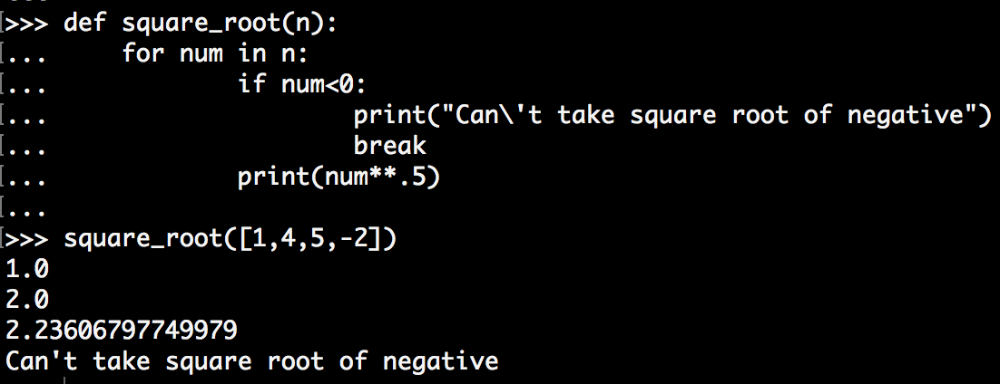 >>> def square_root(n):
...     for num in n:
...             if num<0:
...                     print("Can\'t take square root of negative")
...                     break
...             print(num**.5)
...
>>> square_root([1,4,5,-2])
1.0
2.0
2.23606797749979
Can't take square root of negative